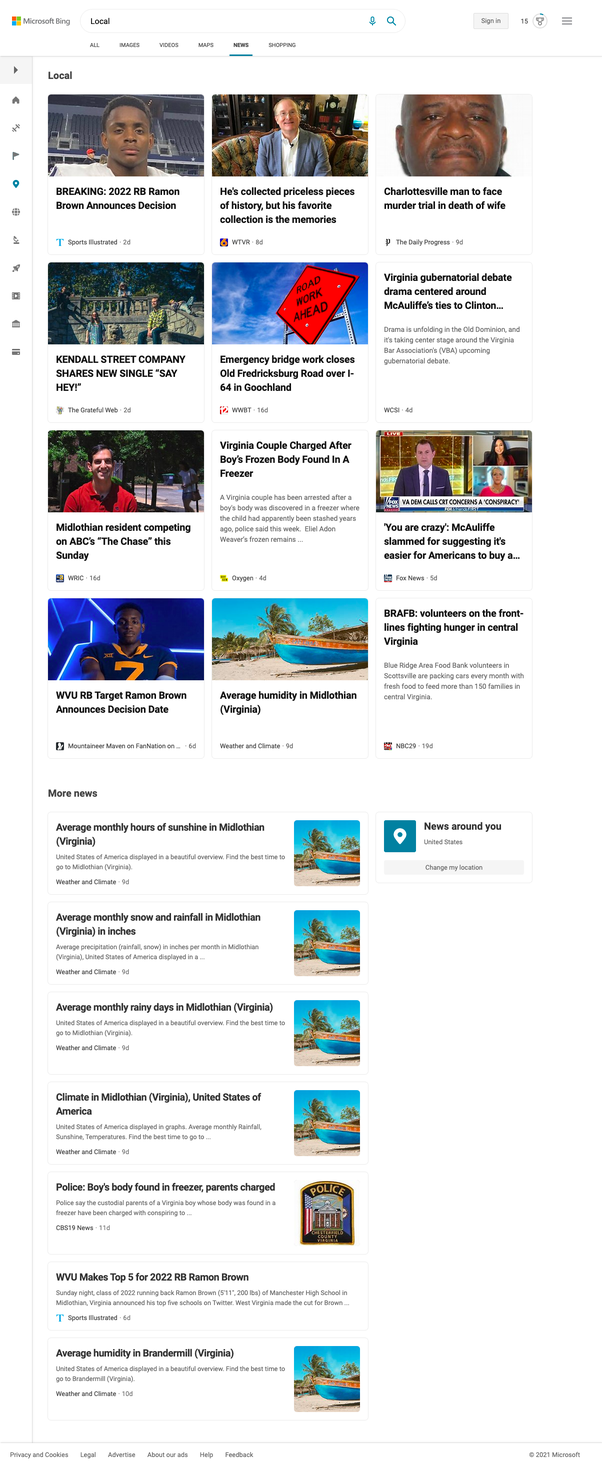 Microsoft Bing
Local
Sign in
15
ALL IMAGES VIDEOS MAPS NEWS SHOPPING
Local
BREAKING: 2022 RB Ramon
Brown Announces Decision
Sports Illustrated · 2d
He's collected priceless pieces
of history, but his favorite
collection is the memories
WTVR · 8d
Charlottesville man to face
murder trial in death of wife
The Daily Progress · 9d
KENDALL STREET COMPANY
SHARES NEW SINGLE “SAY
HEY!”
The Grateful Web · 2d
ROAD
WORK
AHEAD
Emergency bridge work closes
Old Fredricksburg Road over I-
64 in Goochland
WWBT · 16d
Virginia gubernatorial debate
drama centered around
McAuliffe’s ties to Clinton…
Drama is unfolding in the Old Dominion, and
it's taking center stage around the Virginia
Bar Association's (VBA) upcoming
gubernatorial debate.
WCSI · 4d
Midlothian resident competing
on ABC’s “The Chase” this
Sunday
WRIC · 16d
Virginia Couple Charged After
Boy's Frozen Body Found In A
Freezer
A Virginia couple has been arrested after a
boy's body was discovered in a freezer where
the child had apparently been stashed years
ago, police said this week. Eliel Adon
Weaver's frozen remains ...
Oxygen · 4d
LIVE
VA DEM CALLS CRT CONCERNS A 'CONSPIRACY'
'You are crazy': McAuliffe
slammed for suggesting it's
easier for Americans to buy a…
Fox News · 5d
7
WVU RB Target Ramon Brown
Announces Decision Date
Mountaineer Maven on FanNation on … · 6d
Average humidity in Midlothian
(Virginia)
Weather and Climate · 9d
BRAFB: volunteers on the front-
lines fighting hunger in central
Virginia
Blue Ridge Area Food Bank volunteers in
Scottsville are packing cars every month with
fresh food to feed more than 150 families in
central Virginia.
NBC29 · 19d
More news
Average monthly hours of sunshine in Midlothian
(Virginia)
United States of America displayed in a beautiful overview. Find the best time to
go to Midlothian (Virginia).
Weather and Climate · 9d
News around you
United States
Change my location
Average monthly snow and rainfall in Midlothian
(Virginia) in inches
Average precipitation (rainfall, snow) in inches per month in Midlothian
(Virginia), United States of America displayed in a ...
Weather and Climate · 9d
Average monthly rainy days in Midlothian (Virginia)
United States of America displayed in a beautiful overview. Find the best time to
go to Midlothian (Virginia).
Weather and Climate · 9d
Climate in Midlothian (Virginia), United States of
America
United States of America displayed in graphs. Average monthly Rainfall,
Sunshine, Temperatures. Find the best time to go to ...
Weather and Climate · 9d
Police: Boy's body found in freezer, parents charged
Police say the custodial parents of a Virginia boy whose body was found in a
freezer have been charged with conspiring to ...
CBS19 News · 11d
POLICE
CHESTERFIELD
COUNTY
VIRGINIA
WVU Makes Top 5 for 2022 RB Ramon Brown
Sunday night, class of 2022 running back Ramon Brown (5'11", 200 lbs) of Manchester High School in
Midlothian, Virginia announced his top five schools on Twitter. West Virginia made the cut for Brown ...
Sports Illustrated · 6d
Average humidity in Brandermill (Virginia)
United States of America displayed in a beautiful overview. Find the best time to
go to Brandermill (Virginia).
Weather and Climate · 10d
Privacy and Cookies Legal Advertise About our ads Help Feedback © 2021 Microsoft